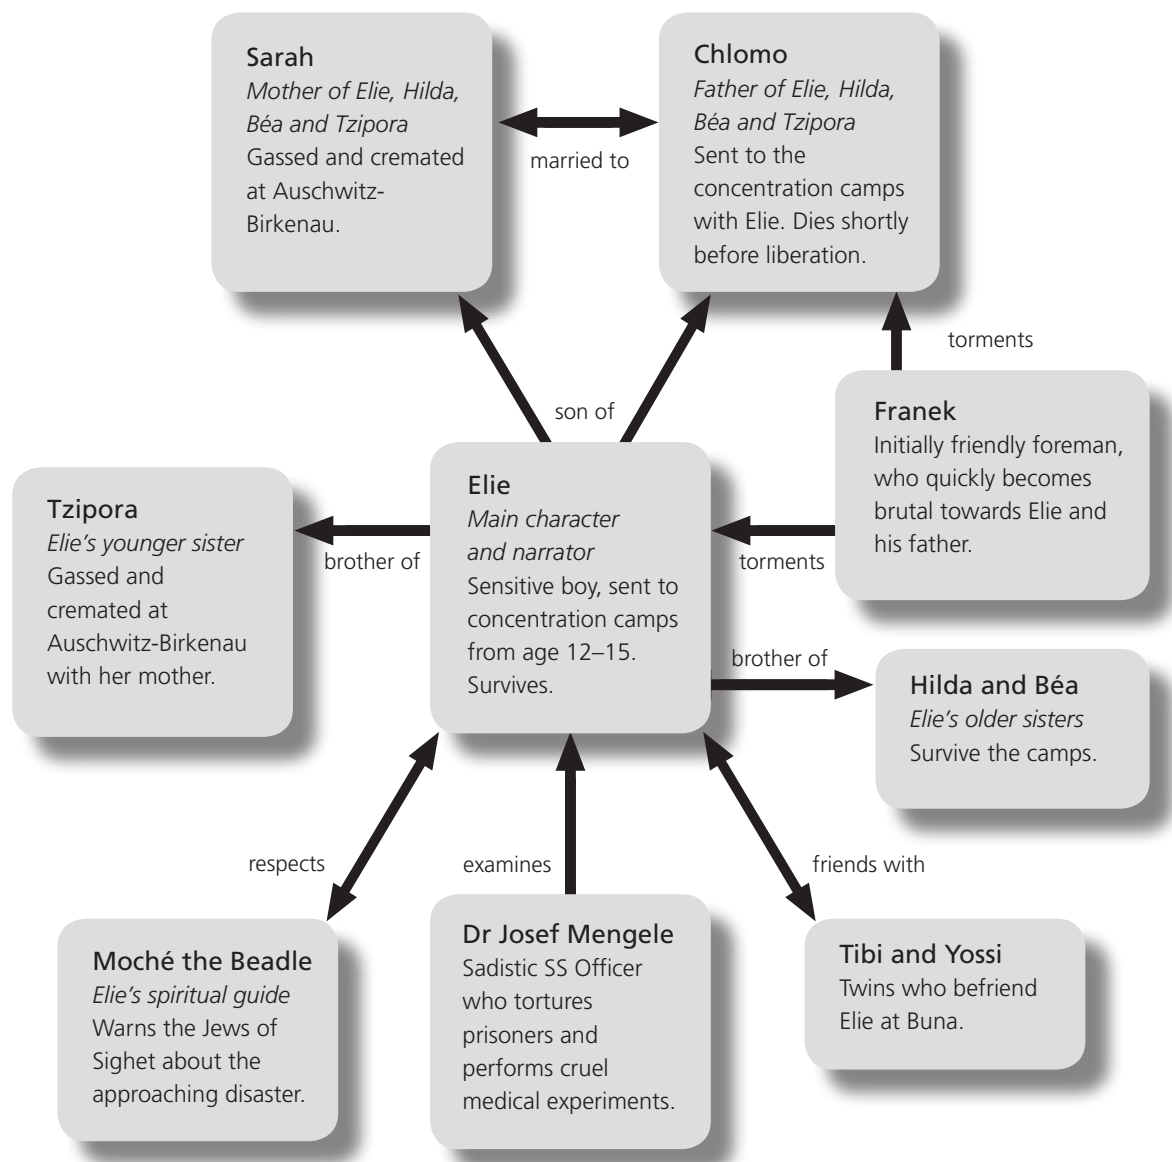 Sarah
Mother of Elie, Hilda,
Béa and Tzipora
Gassed and cremated
at Auschwitz-
Birkenau.
married to
Chlomo
Father of Elie, Hilda,
Béa and Tzipora
Sent to the
concentration camps
with Elie. Dies shortly
before liberation.
torments
son of
Franek
Initially friendly foreman,
who quickly becomes
brutal towards Elie and
his father.
Tzipora
Elie's younger sister
Gassed and
cremated at
Auschwitz-Birkenau
with her mother.
brother of
Elie
Main character
and narrator
Sensitive boy, sent to
concentration camps
from age 12–15.
Survives.
torments
brother of
Hilda and Béa
Elie's older sisters
Survive the camps.
respects
examines
friends with
Moché the Beadle
Elie's spiritual guide
Warns the Jews of
Sighet about the
approaching disaster.
Dr Josef Mengele
Sadistic SS Officer
who tortures
prisoners and
performs cruel
medical experiments.
Tibi and Yossi
Twins who befriend
Elie at Buna.